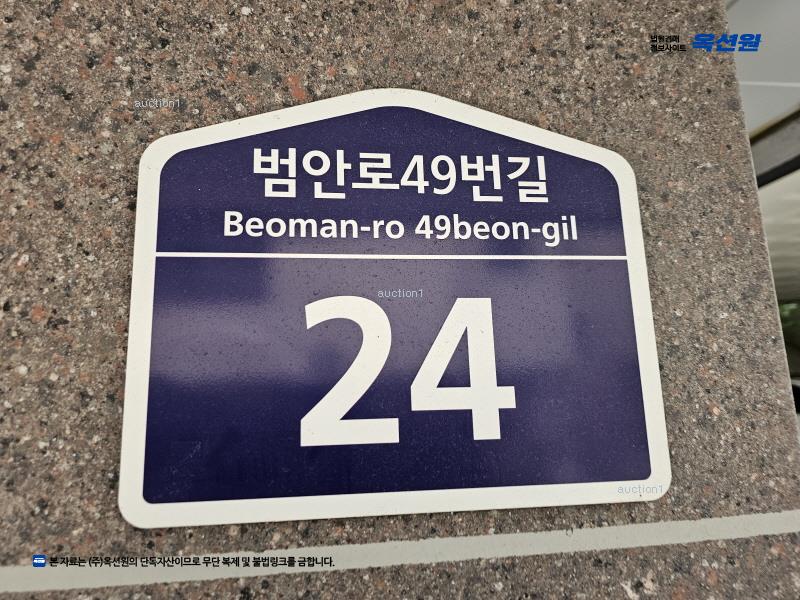 법원경매
정보사이트 옥션원
auction1
범안로49번길
Beoman-ro 49beon-gil
auction1
24
auction1
본 자료는 (주)옥션원의 단독자산이므로 무단 복제 및 불법링크를 금합니다.